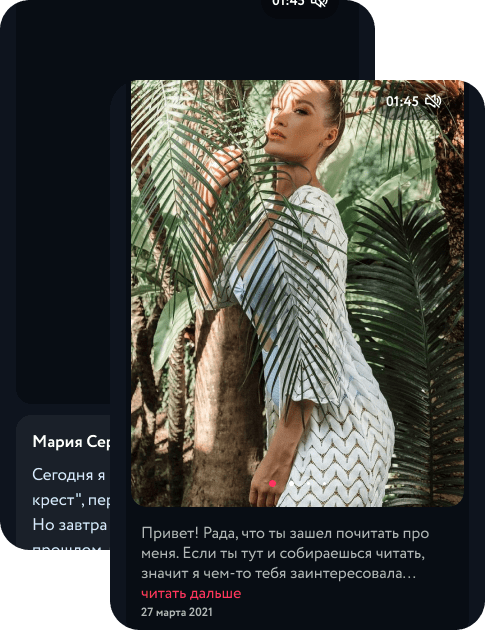 01:45
01:45
Мария Сер
Сегодня я
крест", пер
Но завтра
прошлом
Привет! Рада, что ты зашел почитать про
меня. Если ты тут и собираешься читать,
значит я чем-то тебя заинтересовала...
читать дальше
27 марта 2021